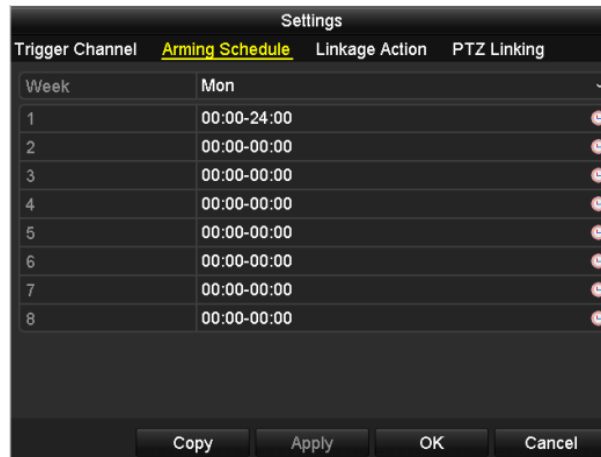 Settings
Trigger Channel Arming Schedule Linkage Action PTZ Linking
Week Mon
1 00:00-24:00
2 00:00-00:00
3 00:00-00:00
4 00:00-00:00
5 00:00-00:00
6 00:00-00:00
7 00:00-00:00
8 00:00-00:00
Copy Apply OK Cancel